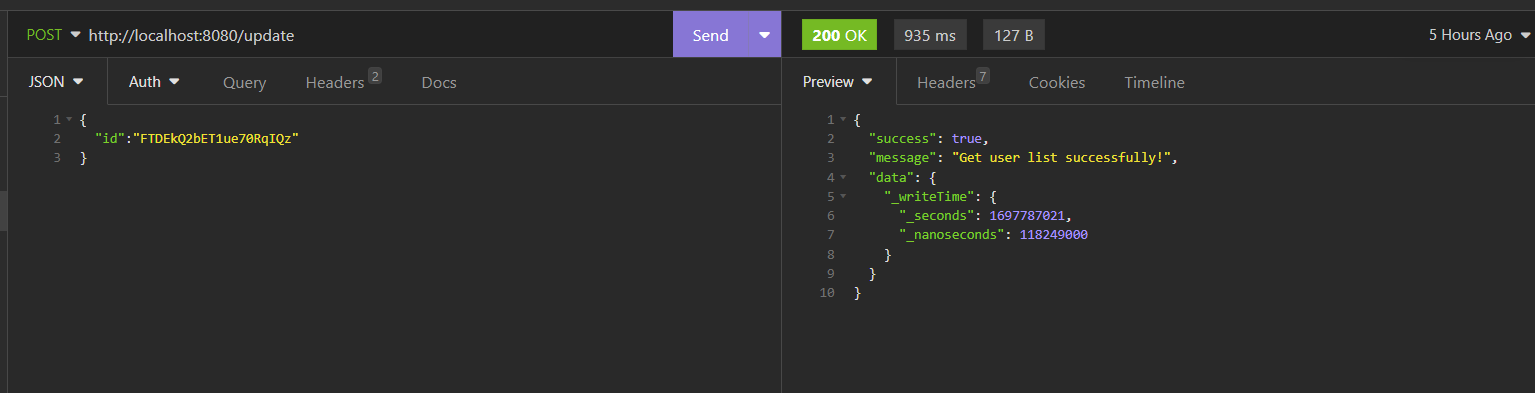 POST http://localhost:8080/update Send 200 OK 935 ms 127 B 5 Hours Ago
JSON Auth Query Headers 2 Docs
Preview Headers 7 Cookies Timeline
1 {
2 "id":"FTDEkQ2bET1ue70RqIQz"
3 }
1 {
2 "success": true,
3 "message": "Get user list successfully!",
4 "data": {
5 "_writeTime": {
6 "_seconds": 1697787021,
7 "_nanoseconds": 118249000
8 }
9 }
10 }